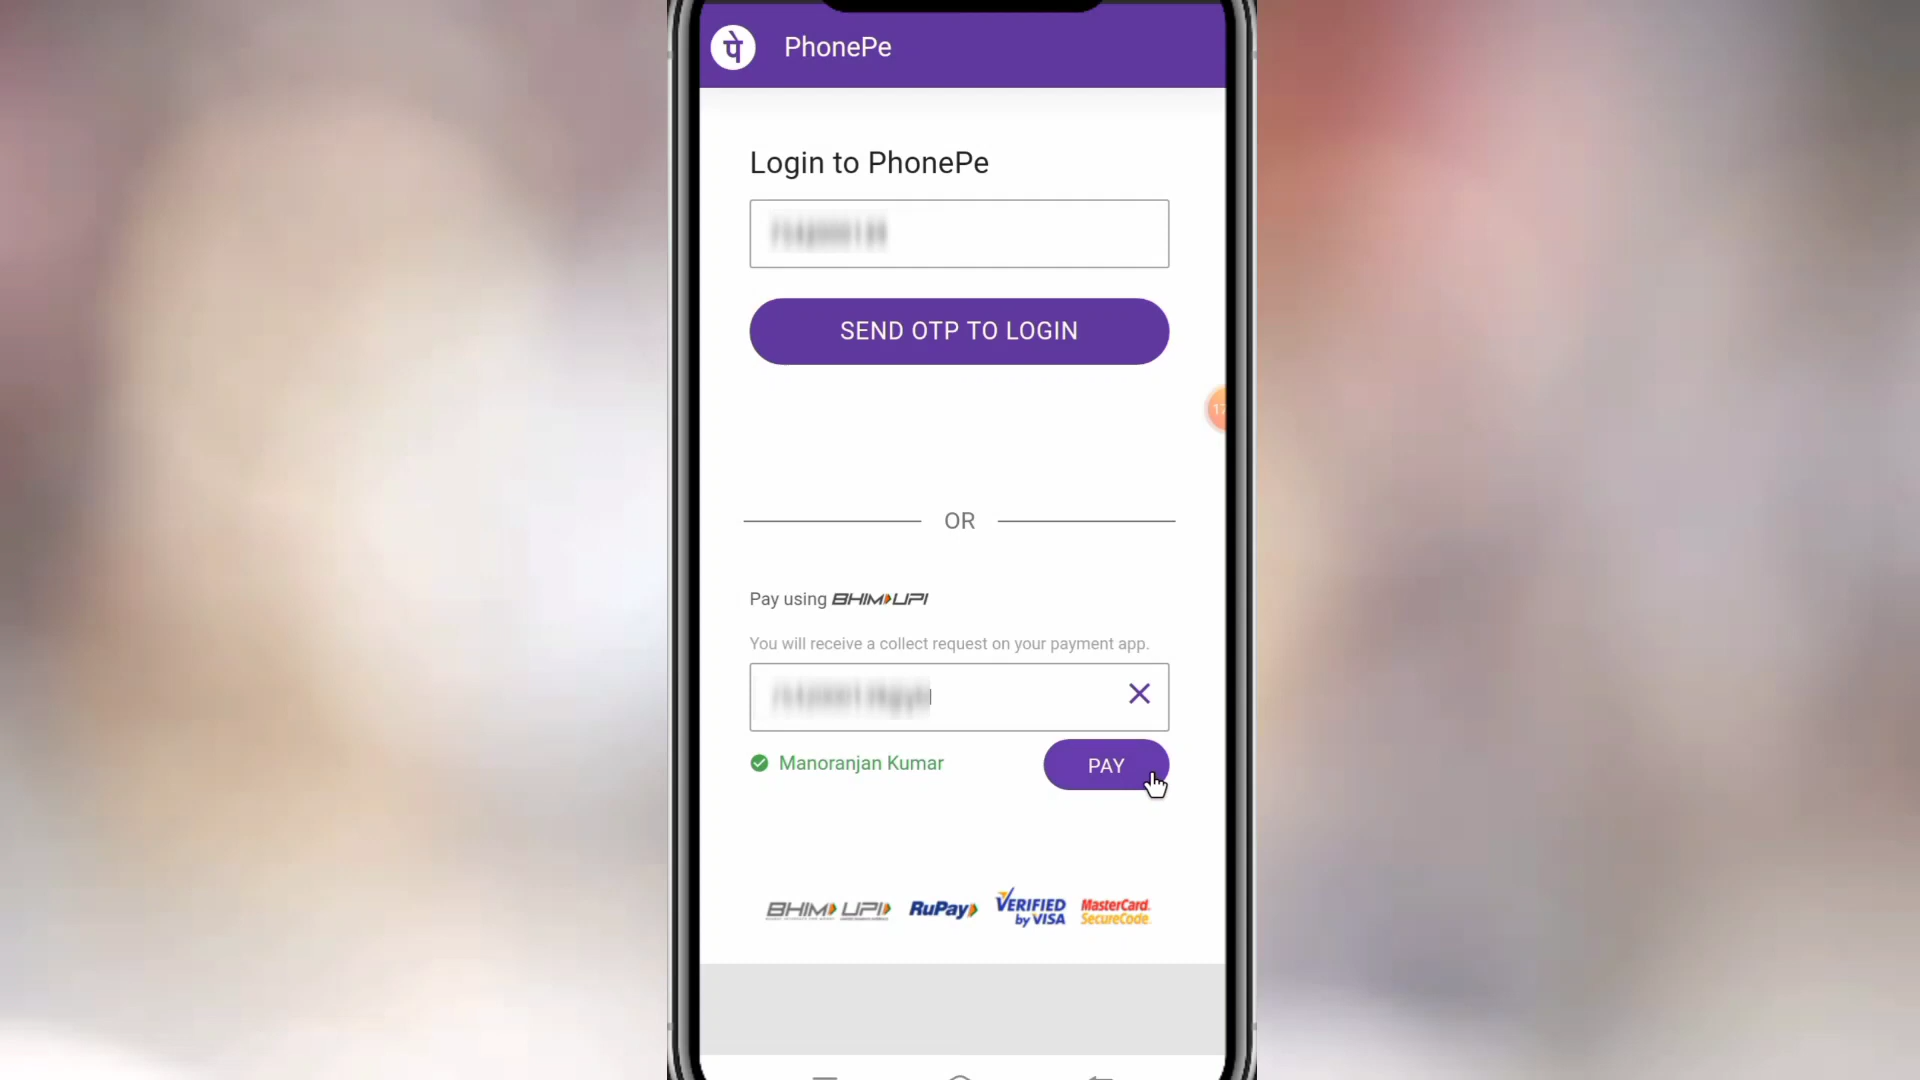 पे PhonePe
Login to PhonePe
SEND OTP TO LOGIN
17
OR
Pay using BHIM UPI
You will receive a collect request on your payment app.
Manoranjan Kumar
PAY
BHIM UPI RuPay VERIFIED by VISA MasterCard. SecureCode.